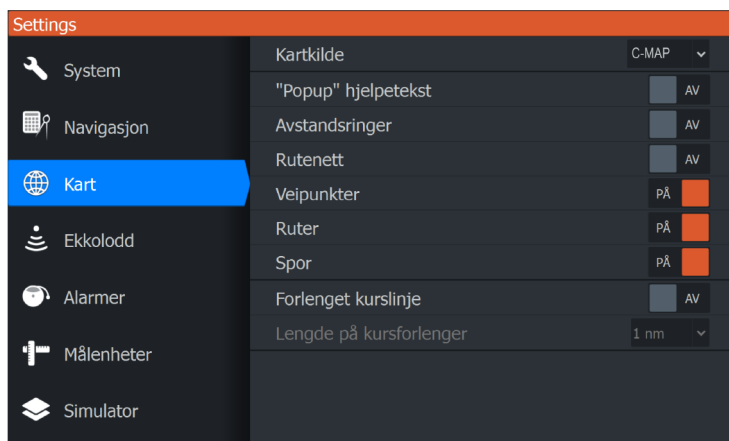 Settings
System
Navigasjon
Kart
Ekkolodd
Alarmer
Målenheter
Simulator
Kartkilde C-MAP
"Popup" hjelpetekst AV
Avstandsringer AV
Rutenett AV
Veipunkter PÅ
Ruter PÅ
Spor PÅ
Forlenget kurslinje AV
Lengde på kursforlenger 1 nm